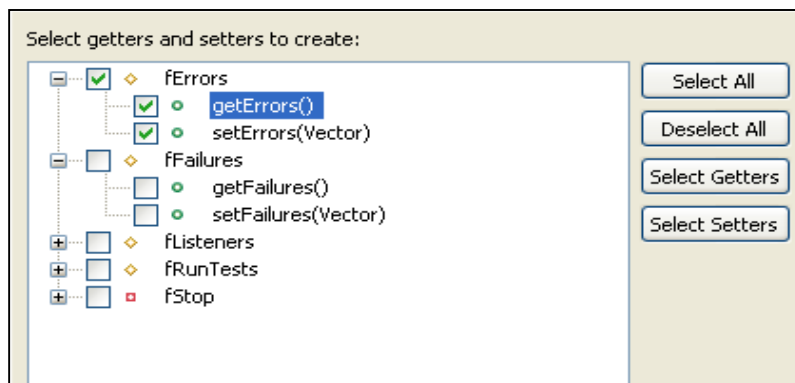 Select getters and setters to create:
fErrors
getErrors()
setErrors(Vector)
fFailures
getFailures()
setFailures(Vector)
fListeners
fRunTests
fStop
Select All
Deselect All
Select Getters
Select Setters